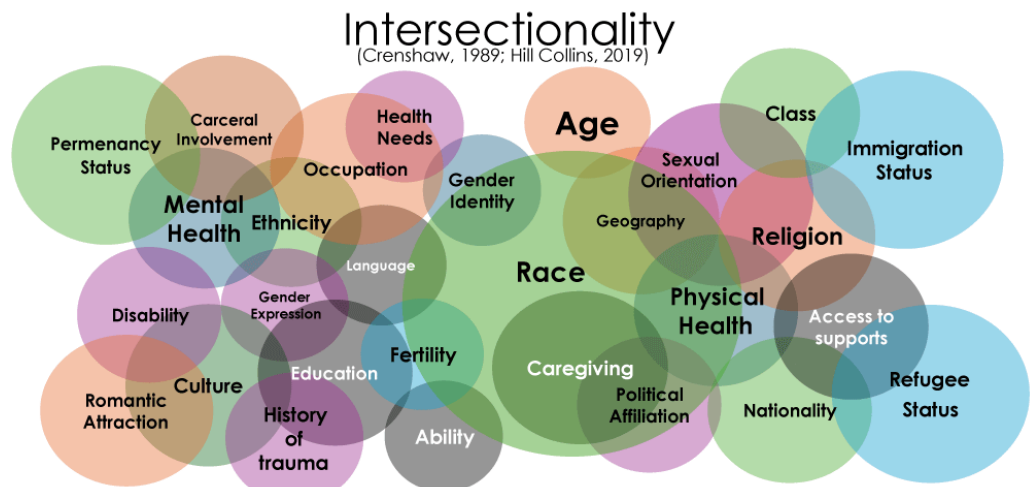 Intersectionality
(Crenshaw, 1989; Hill Collins, 2019)
Permenancy
Status
Carceral
Involvement
Occupation
Health
Needs
Age
Class
Immigration
Status
Mental
Health
Ethnicity
Gender
Identity
Sexual
Orientation
Geography
Religion
Language
Race
Disability
Gender
Expression
Physical
Health
Access to
supports
Fertility
Caregiving
Romantic
Attraction
Culture
Education
History
of
trauma
Ability
Political
Affiliation
Nationality
Refugee
Status